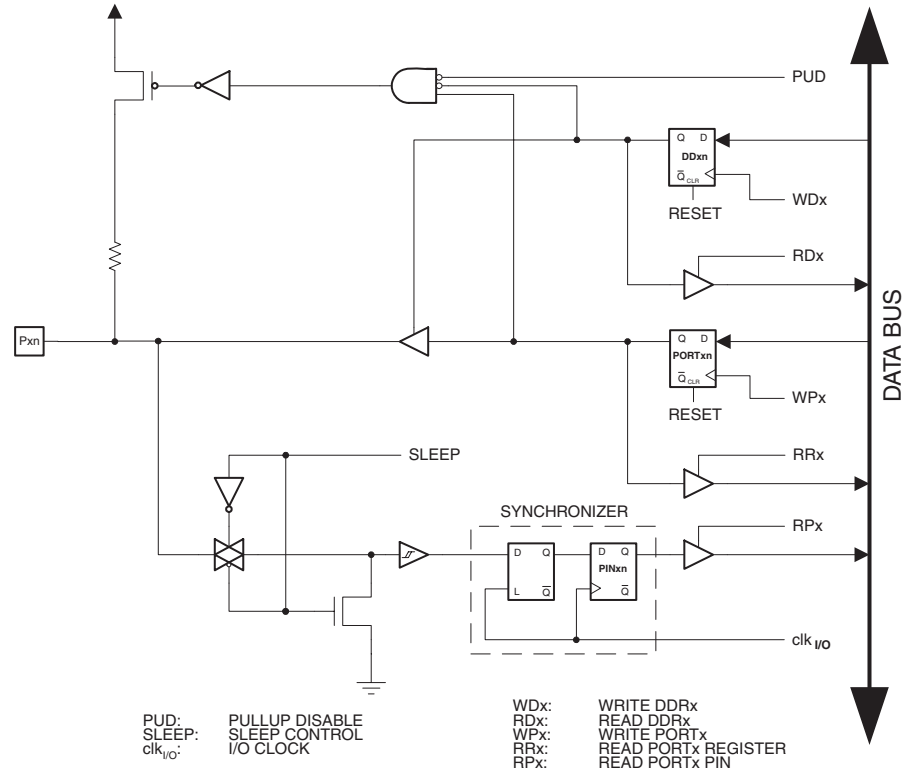 PUD
Q D
DDxn
Q CLR
WDx
RESET
RDx
Pxn
Q D
PORTxn
Q CLR
WPx
RESET
DATA BUS
SLEEP
RRx
SYNCHRONIZER
RPx
D Q
L Q
D Q
PINxn
Q
clk I/O
PUD: PULLUP DISABLE
SLEEP: SLEEP CONTROL
clkI/O: I/O CLOCK
WDx: WRITE DDRx
RDx: READ DDRx
WPx: WRITE PORTx
RRx: READ PORTx REGISTER
RPx: READ PORTx PIN